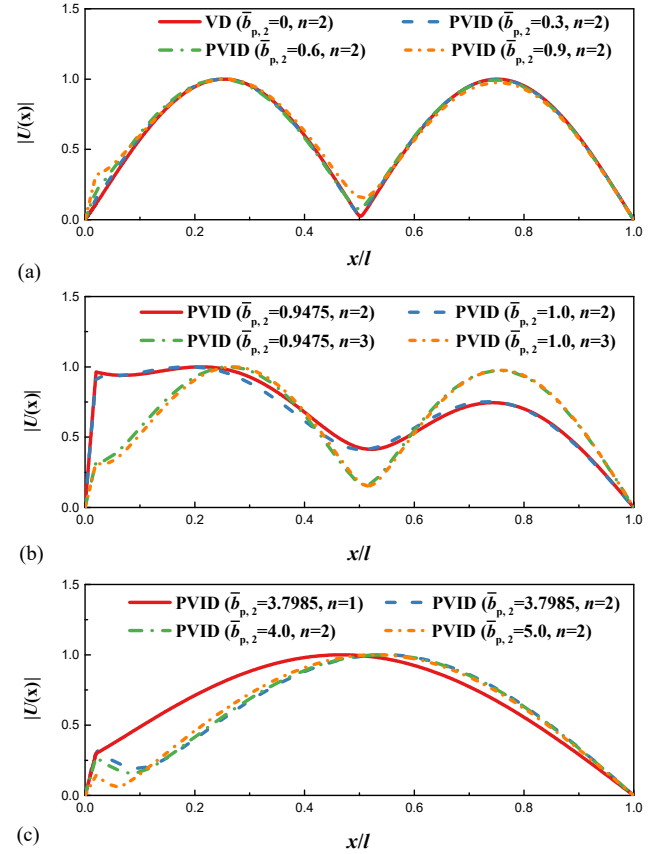 (a)
1.5
1.0
0.5
0.0
|U(x)|
VD (b̅p, 2=0, n=2) PVID (b̅p, 2=0.3, n=2)
PVID (b̅p, 2=0.6, n=2) PVID (b̅p, 2=0.9, n=2)
0.0 0.2 0.4 0.6 0.8 1.0
x/l
(b)
1.5
1.0
0.5
0.0
|U(x)|
PVID (b̅p, 2=0.9475, n=2) PVID (b̅p, 2=1.0, n=2)
PVID (b̅p, 2=0.9475, n=3) PVID (b̅p, 2=1.0, n=3)
0.0 0.2 0.4 0.6 0.8 1.0
x/l
(c)
1.5
1.0
0.5
0.0
|U(x)|
PVID (b̅p, 2=3.7985, n=1) PVID (b̅p, 2=3.7985, n=2)
PVID (b̅p, 2=4.0, n=2) PVID (b̅p, 2=5.0, n=2)
0.0 0.2 0.4 0.6 0.8 1.0
x/l